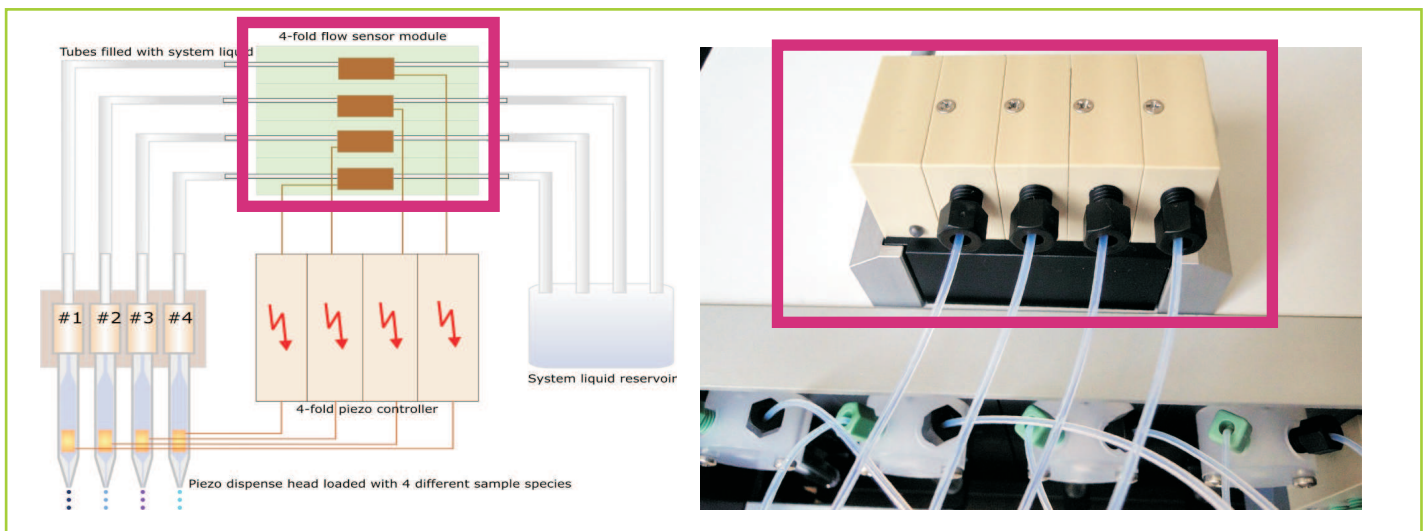 4-fold flow sensor module
Tubes filled with system liquid
#1 #2 #3 #4
System liquid reservoir
4-fold piezo controller
Piezo dispense head loaded with 4 different sample species